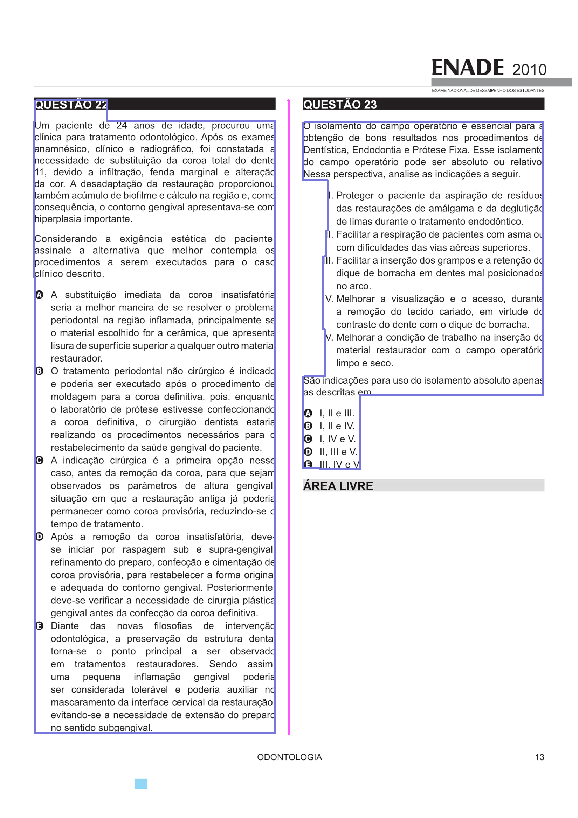 ENADE 2010
EXAME NACIONAL DE DESEMPENHO DOS ESTUDANTES
QUESTÃO 22
Um paciente de 24 anos de idade, procurou uma
clínica para tratamento odontológico. Após os exames
anamnésico, clínico e radiográfico, foi constatada a
necessidade de substituição da coroa total do dente
11, devido a infiltração, fenda marginal e alteração
da cor. A desadaptação da restauração proporcionou
também acúmulo de biofilme e cálculo na região e, como
consequência, o contorno gengival apresentava-se com
hiperplasia importante.
Considerando a exigência estética do paciente,
assinale a alternativa que melhor contempla os
procedimentos a serem executados para o caso
clínico descrito.
A A substituição imediata da coroa insatisfatória
seria a melhor maneira de se resolver o problema
periodontal na região inflamada, principalmente se
o material escolhido for a cerâmica, que apresenta
lisura de superfície superior a qualquer outro material
restaurador.
B O tratamento periodontal não cirúrgico é indicado
e poderia ser executado após o procedimento de
moldagem para a coroa definitiva, pois, enquanto
o laboratório de prótese estivesse confeccionando
a coroa definitiva, o cirurgião dentista estaria
realizando os procedimentos necessários para o
restabelecimento da saúde gengival do paciente.
C A indicação cirúrgica é a primeira opção nesse
caso, antes da remoção da coroa, para que sejam
observados os parâmetros de altura gengival,
situação em que a restauração antiga já poderia
permanecer como coroa provisória, reduzindo-se o
tempo de tratamento.
D Após a remoção da coroa insatisfatória, deve-
se iniciar por raspagem sub e supra-gengival,
refinamento do preparo, confecção e cimentação de
coroa provisória, para restabelecer a forma original
e adequada do contorno gengival. Posteriormente,
deve-se verificar a necessidade de cirurgia plástica
gengival antes da confecção da coroa definitiva.
E Diante das novas filosofias de intervenção
odontológica, a preservação de estrutura dental
torna-se o ponto principal a ser observado
em tratamentos restauradores. Sendo assim,
uma pequena inflamação gengival poderia
ser considerada tolerável e poderia auxiliar no
mascaramento da interface cervical da restauração,
evitando-se a necessidade de extensão do preparo
no sentido subgengival.
QUESTÃO 23
O isolamento do campo operatório é essencial para a
obtenção de bons resultados nos procedimentos de
Dentística, Endodontia e Prótese Fixa. Esse isolamento
do campo operatório pode ser absoluto ou relativo.
Nessa perspectiva, analise as indicações a seguir.
I. Proteger o paciente da aspiração de resíduos
das restaurações de amálgama e da deglutição
de limas durante o tratamento endodôntico.
II. Facilitar a respiração de pacientes com asma ou
com dificuldades das vias aéreas superiores.
III. Facilitar a inserção dos grampos e a retenção do
dique de borracha em dentes mal posicionados
no arco.
IV. Melhorar a visualização e o acesso, durante
a remoção do tecido cariado, em virtude do
contraste do dente com o dique de borracha.
V. Melhorar a condição de trabalho na inserção do
material restaurador com o campo operatório
limpo e seco.
São indicações para uso do isolamento absoluto apenas
as descritas em
A I, II e III.
B I, II e IV.
C I, IV e V.
D II, III e V.
E III, IV e V.
ÁREA LIVRE
ODONTOLOGIA
13